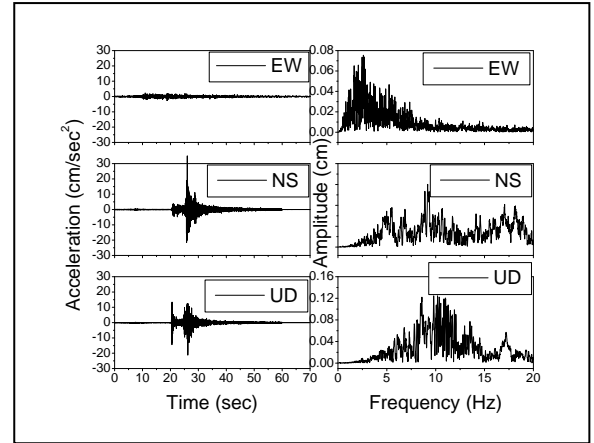 30
20
10
0
-10
-20
-30
EW
30
20
10
0
-10
-20
-30
NS
30
20
10
0
-10
-20
-30
UD
0 10 20 30 40 50 60 70
Acceleration (cm/sec²)
Time (sec)
0.08
0.06
0.04
0.02
0.00
EW
NS
0.16
0.12
0.08
0.04
0.00
UD
0 5 10 15 20
Amplitude (cm)
Frequency (Hz)